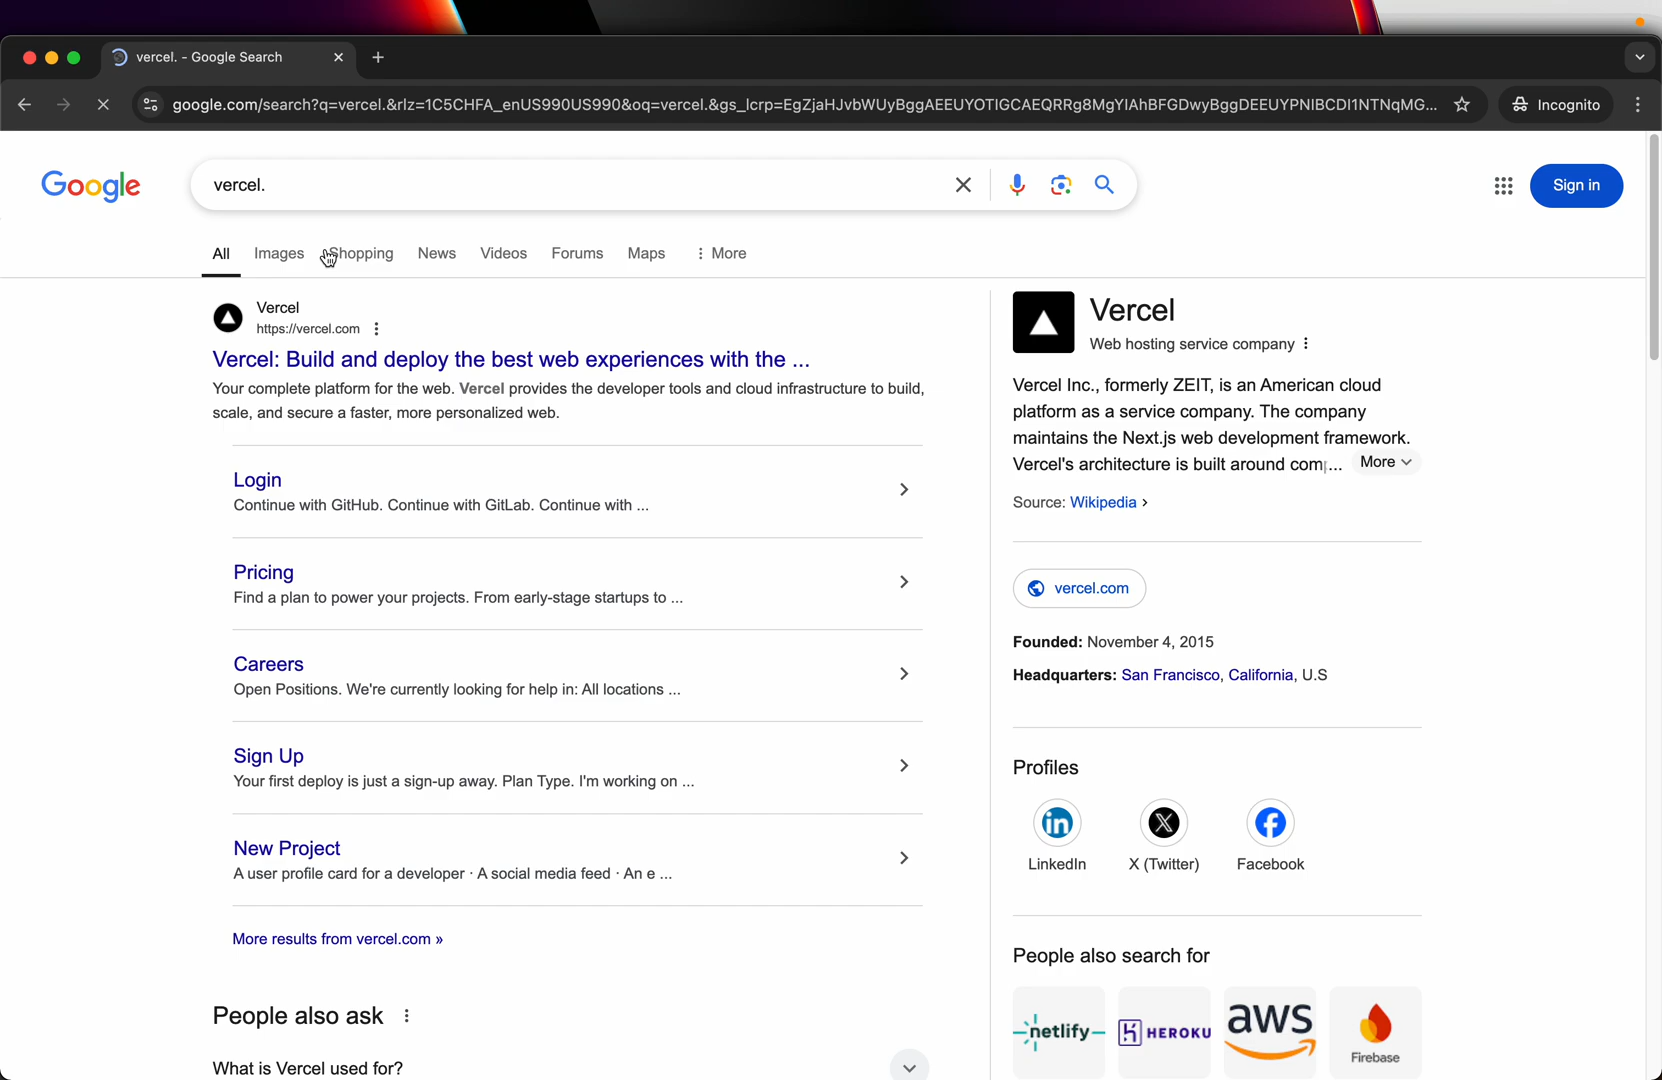 vercel. - Google Search
google.com/search?q=vercel.&rlz=1C5CHFA_enUS990US990&oq=vercel.&gs_lcrp=EgZjaHJvbWUyBggAEEUYOTIGCAEQRRg8MgYIAhBFGDwyBggDEEUYPNIBCDI1NTNqMG...
Incognito
Google
vercel.
Sign in
All Images Shopping News Videos Forums Maps More
Vercel
https://vercel.com
Vercel: Build and deploy the best web experiences with the ...
Your complete platform for the web. Vercel provides the developer tools and cloud infrastructure to build,
scale, and secure a faster, more personalized web.
Login
Continue with GitHub. Continue with GitLab. Continue with ...
Pricing
Find a plan to power your projects. From early-stage startups to ...
Careers
Open Positions. We're currently looking for help in: All locations ...
Sign Up
Your first deploy is just a sign-up away. Plan Type. I'm working on ...
New Project
A user profile card for a developer · A social media feed · An e ...
More results from vercel.com »
People also ask
What is Vercel used for?
Vercel
Web hosting service company
Vercel Inc., formerly ZEIT, is an American cloud
platform as a service company. The company
maintains the Next.js web development framework.
Vercel's architecture is built around com... More
Source: Wikipedia ›
vercel.com
Founded: November 4, 2015
Headquarters: San Francisco, California, U.S
Profiles
LinkedIn X (Twitter) Facebook
People also search for
netlify HEROKU aws Firebase